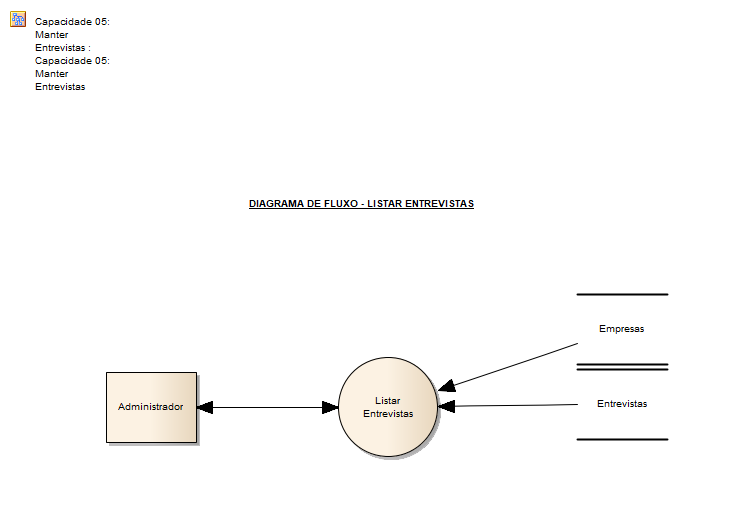 Capacidade 05:
Manter
Entrevistas :
Capacidade 05:
Manter
Entrevistas
DIAGRAMA DE FLUXO - LISTAR ENTREVISTAS
Empresas
Administrador
Listar
Entrevistas
Entrevistas